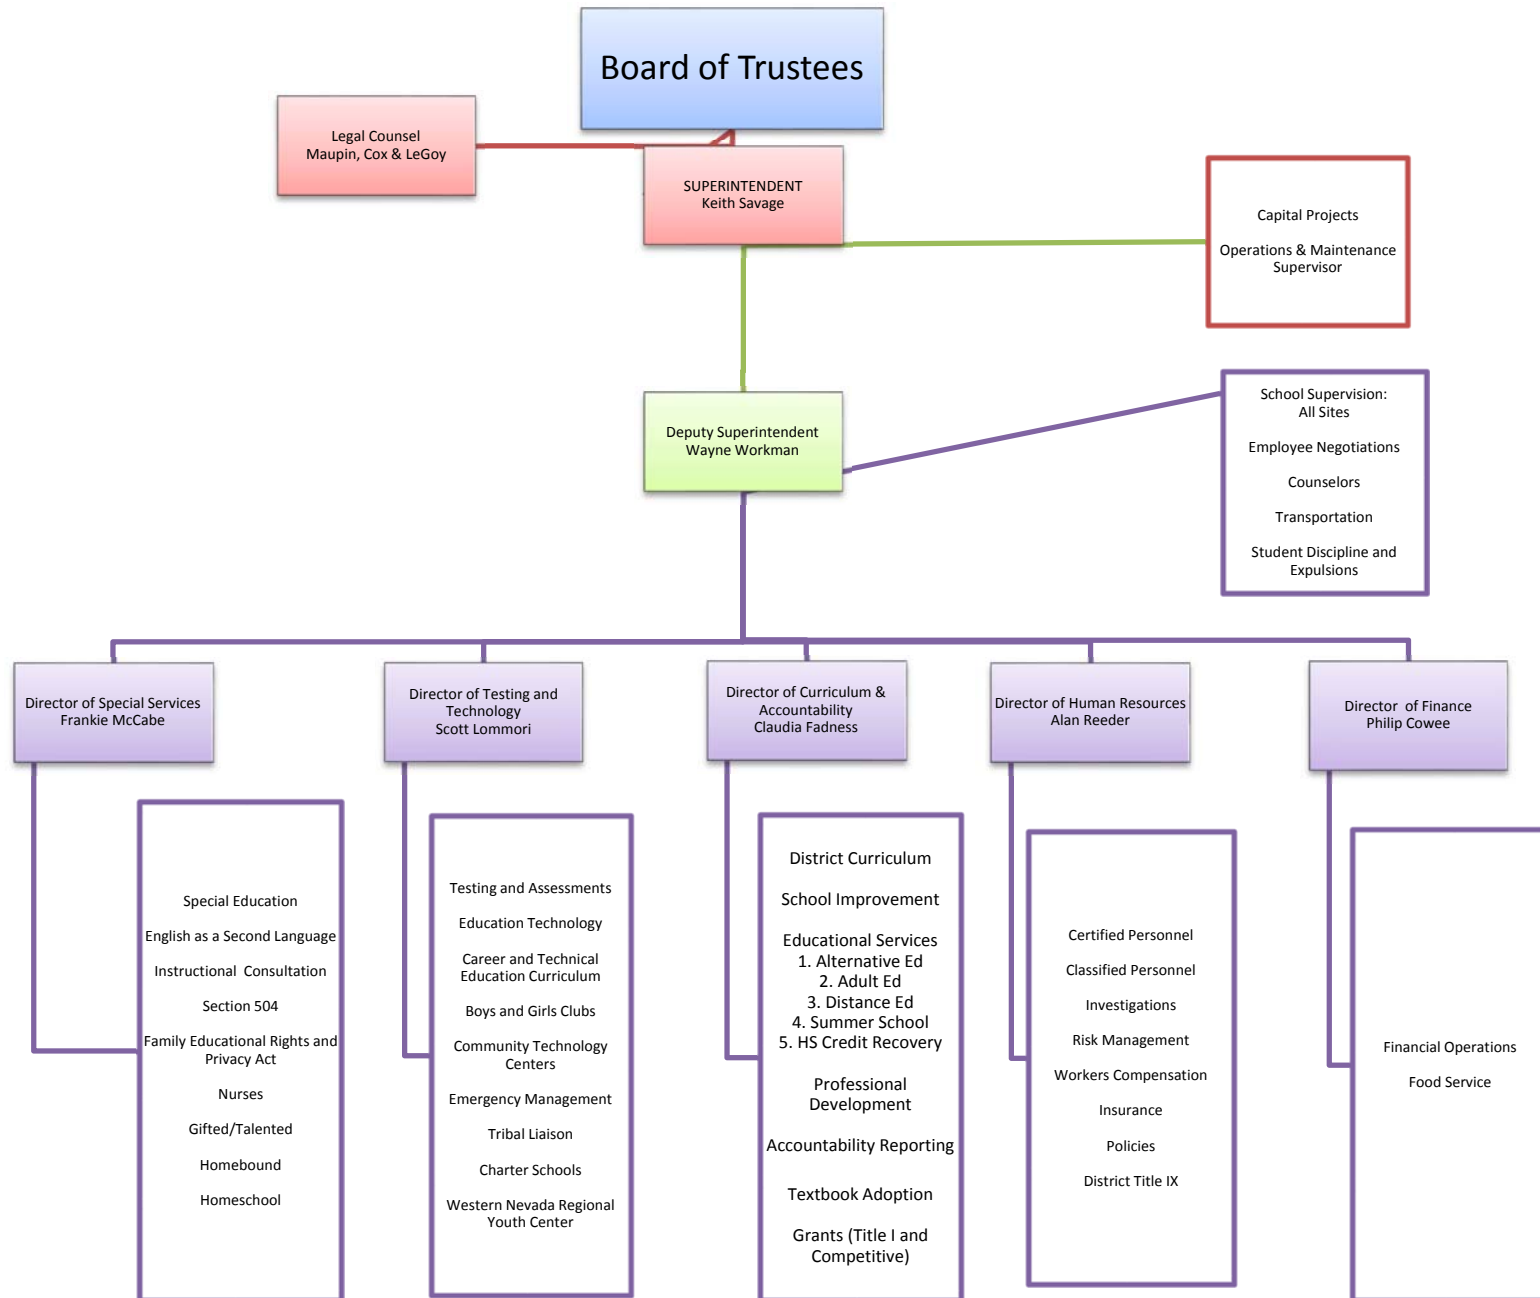 Board of Trustees
Legal Counsel
Maupin, Cox & LeGoy
SUPERINTENDENT
Keith Savage
Capital Projects
Operations & Maintenance
Supervisor
Deputy Superintendent
Wayne Workman
School Supervision:
All Sites
Employee Negotiations
Counselors
Transportation
Student Discipline and
Expulsions
Director of Special Services
Frankie McCabe
Director of Testing and
Technology
Scott Lommori
Director of Curriculum &
Accountability
Claudia Fadness
Director of Human Resources
Alan Reeder
Director  of Finance
Philip Cowee
Special Education
English as a Second Language
Instructional  Consultation
Section 504
Family Educational Rights and
Privacy Act
Nurses
Gifted/Talented
Homebound
Homeschool
Testing and Assessments
Education Technology
Career and Technical
Education Curriculum
Boys and Girls Clubs
Community Technology
Centers
Emergency Management
Tribal Liaison
Charter Schools
Western Nevada Regional
Youth Center
District Curriculum
School Improvement
Educational Services
1. Alternative Ed
2. Adult Ed
3. Distance Ed
4. Summer School
5. HS Credit Recovery
Professional
Development
Accountability Reporting
Textbook Adoption
Grants (Title I and
Competitive)
Certified Personnel
Classified Personnel
Investigations
Risk Management
Workers Compensation
Insurance
Policies
District Title IX
Financial Operations
Food Service